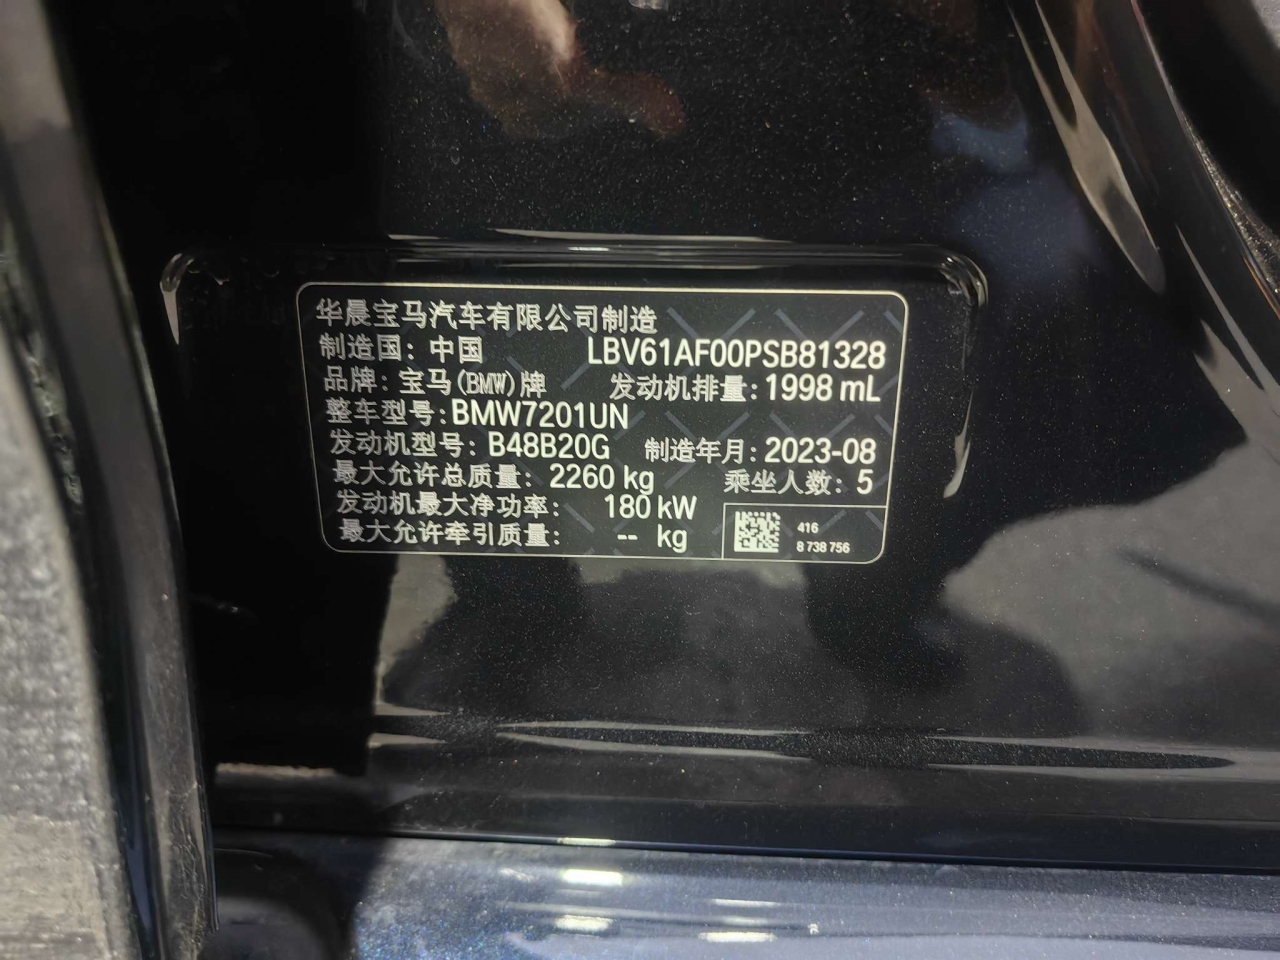 华晨宝马汽车有限公司制造
制造国：中国 LBV61AF00PSB81328
品牌：宝马(BMW)牌 发动机排量：1998 mL
整车型号：BMW7201UN
发动机型号：B48B20G 制造年月：2023-08
最大允许总质量：2260 kg 乘坐人数：5
发动机最大净功率：180 kW
最大允许牵引质量：-- kg
416
8 738 756